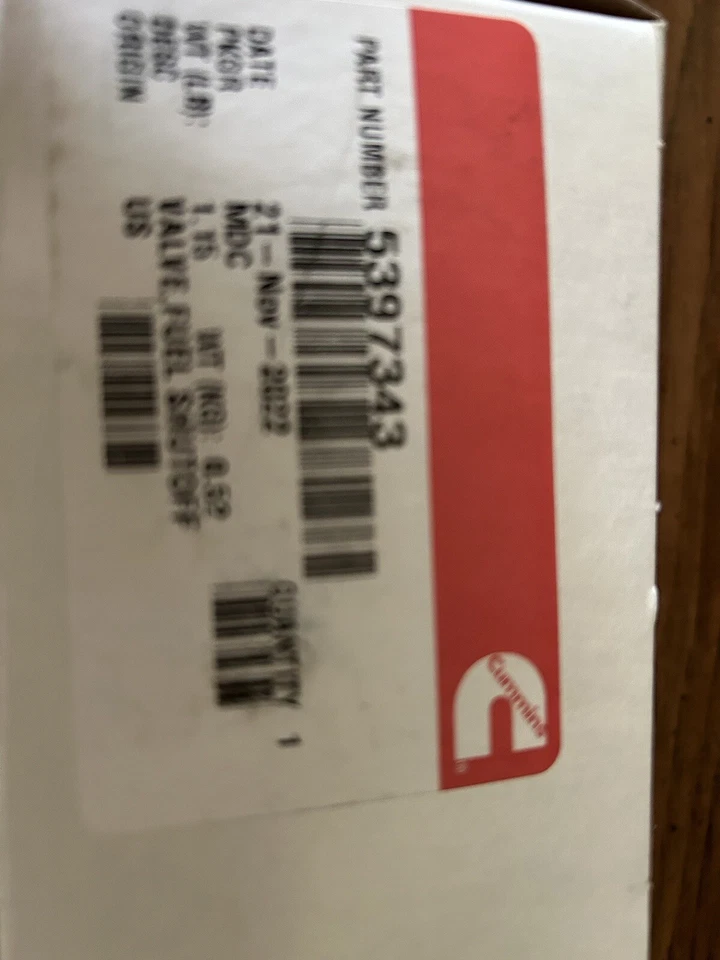 Cummins
PART NUMBER 5397343
DATE 21-Nov-2022
PKGR MDC
WT (LB): 1.15 WT (KG): 0.52
DESC VALVE,FUEL SHUTOFF
ORIGIN US
QUANTITY 1